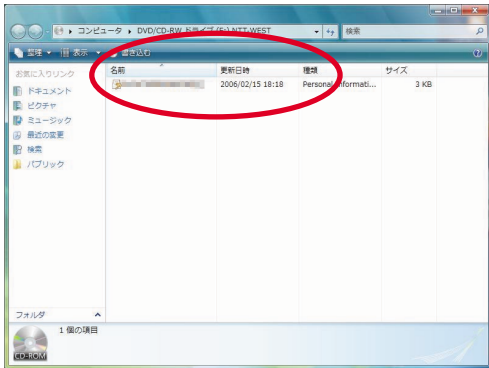 コンピュータ ▸ DVD/CD-RW ドライブ (E:) NTT-WEST
検索
整理 表示 書き込む
お気に入りリンク
ドキュメント
ピクチャ
ミュージック
最近の変更
検索
パブリック
名前 更新日時 種類 サイズ
2006/02/15 18:18 Personal Informati... 3 KB
フォルダ
1 個の項目
CD-ROM